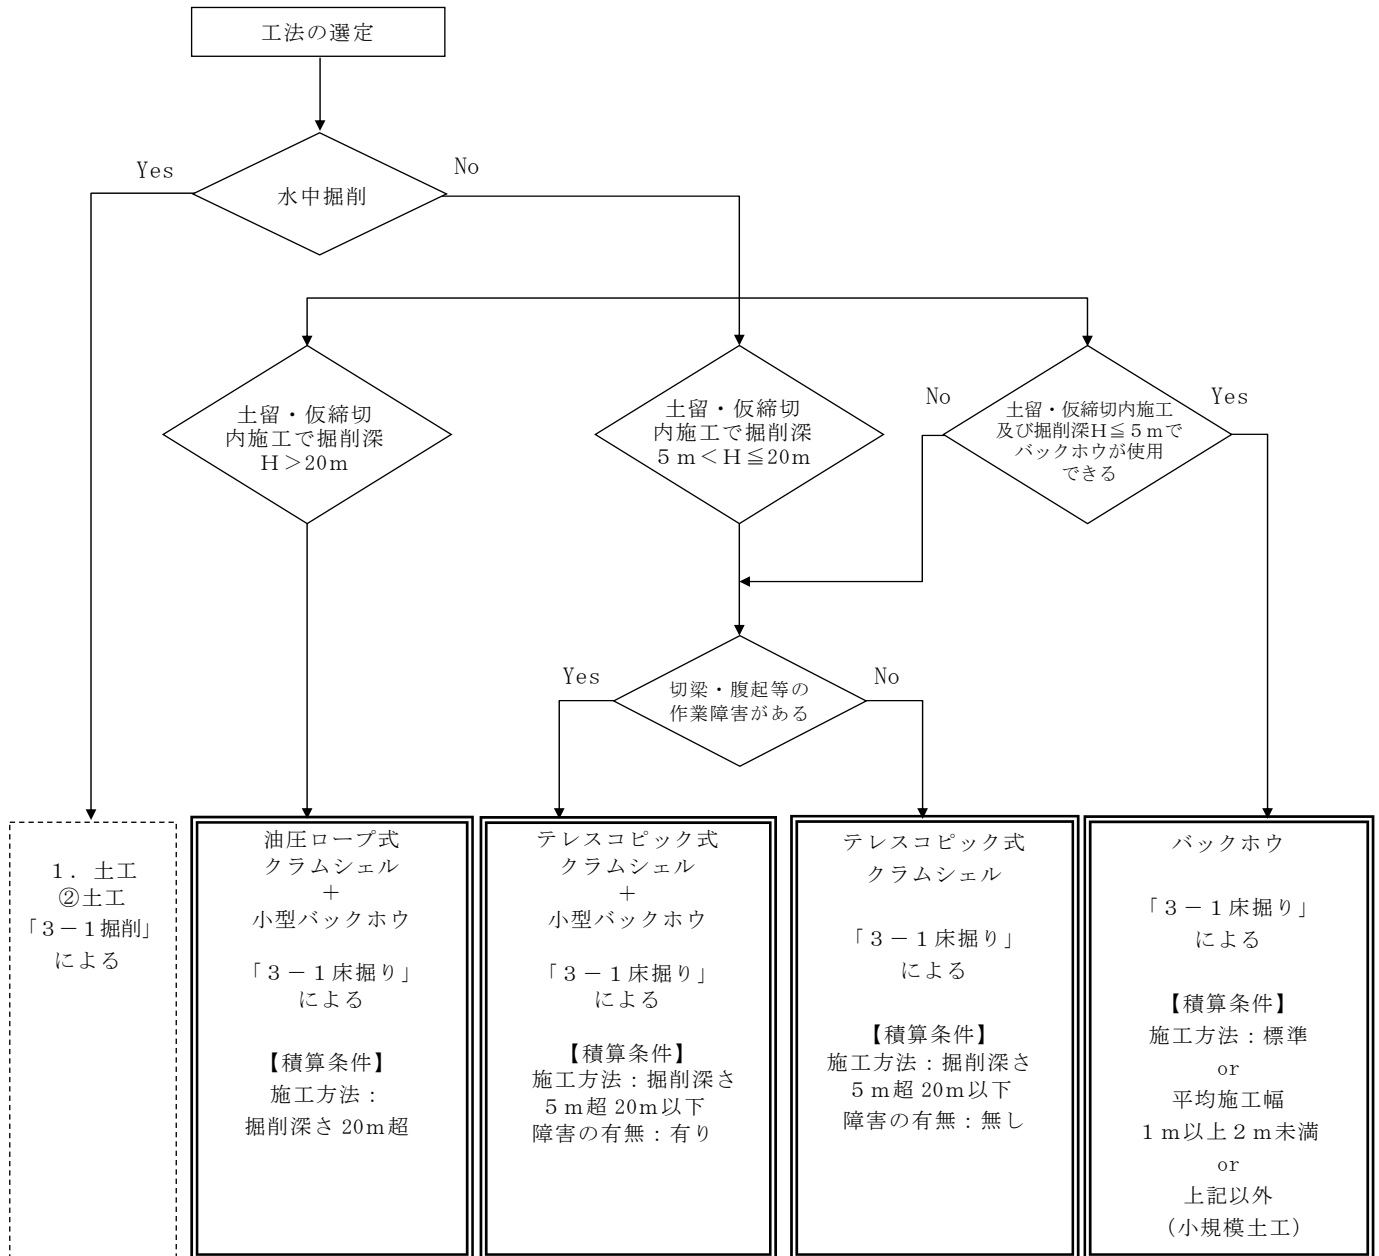 工法の選定
Yes
No
水中掘削
土留・仮締切
内施工で掘削深
H＞20m
土留・仮締切
内施工で掘削深
５ｍ＜H≦20m
No
Yes
土留・仮締切内施工
及び掘削深H≦５ｍで
バックホウが使用
できる
Yes
No
切梁・腹起等の
作業障害がある
１．土工
②土工
「３－１掘削」
による
油圧ロープ式
クラムシェル
＋
小型バックホウ
「３－１床掘り」
による
【積算条件】
施工方法：
掘削深さ 20m超
テレスコピック式
クラムシェル
＋
小型バックホウ
「３－１床掘り」
による
【積算条件】
施工方法：掘削深さ
５ｍ超 20m以下
障害の有無：有り
テレスコピック式
クラムシェル
「３－１床掘り」
による
【積算条件】
施工方法：掘削深さ
５ｍ超 20m以下
障害の有無：無し
バックホウ
「３－１床掘り」
による
【積算条件】
施工方法：標準
or
平均施工幅
１ｍ以上２ｍ未満
or
上記以外
（小規模土工）